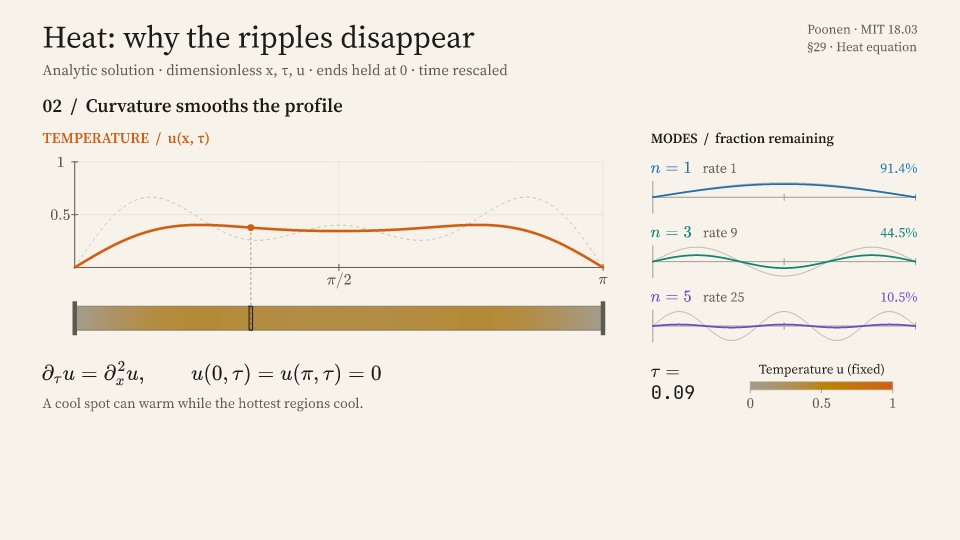 Heat: why the ripples disappear
Poonen · MIT 18.03
§29 · Heat equation
Analytic solution · dimensionless x, τ, u · ends held at 0 · time rescaled
02 / Curvature smooths the profile
TEMPERATURE / u(x, τ)
1
0.5
π/2
π
∂τu = ∂²ₓu, u(0, τ) = u(π, τ) = 0
A cool spot can warm while the hottest regions cool.
MODES / fraction remaining
n = 1 rate 1 91.4%
n = 3 rate 9 44.5%
n = 5 rate 25 10.5%
τ =
0.09
Temperature u (fixed)
0 0.5 1